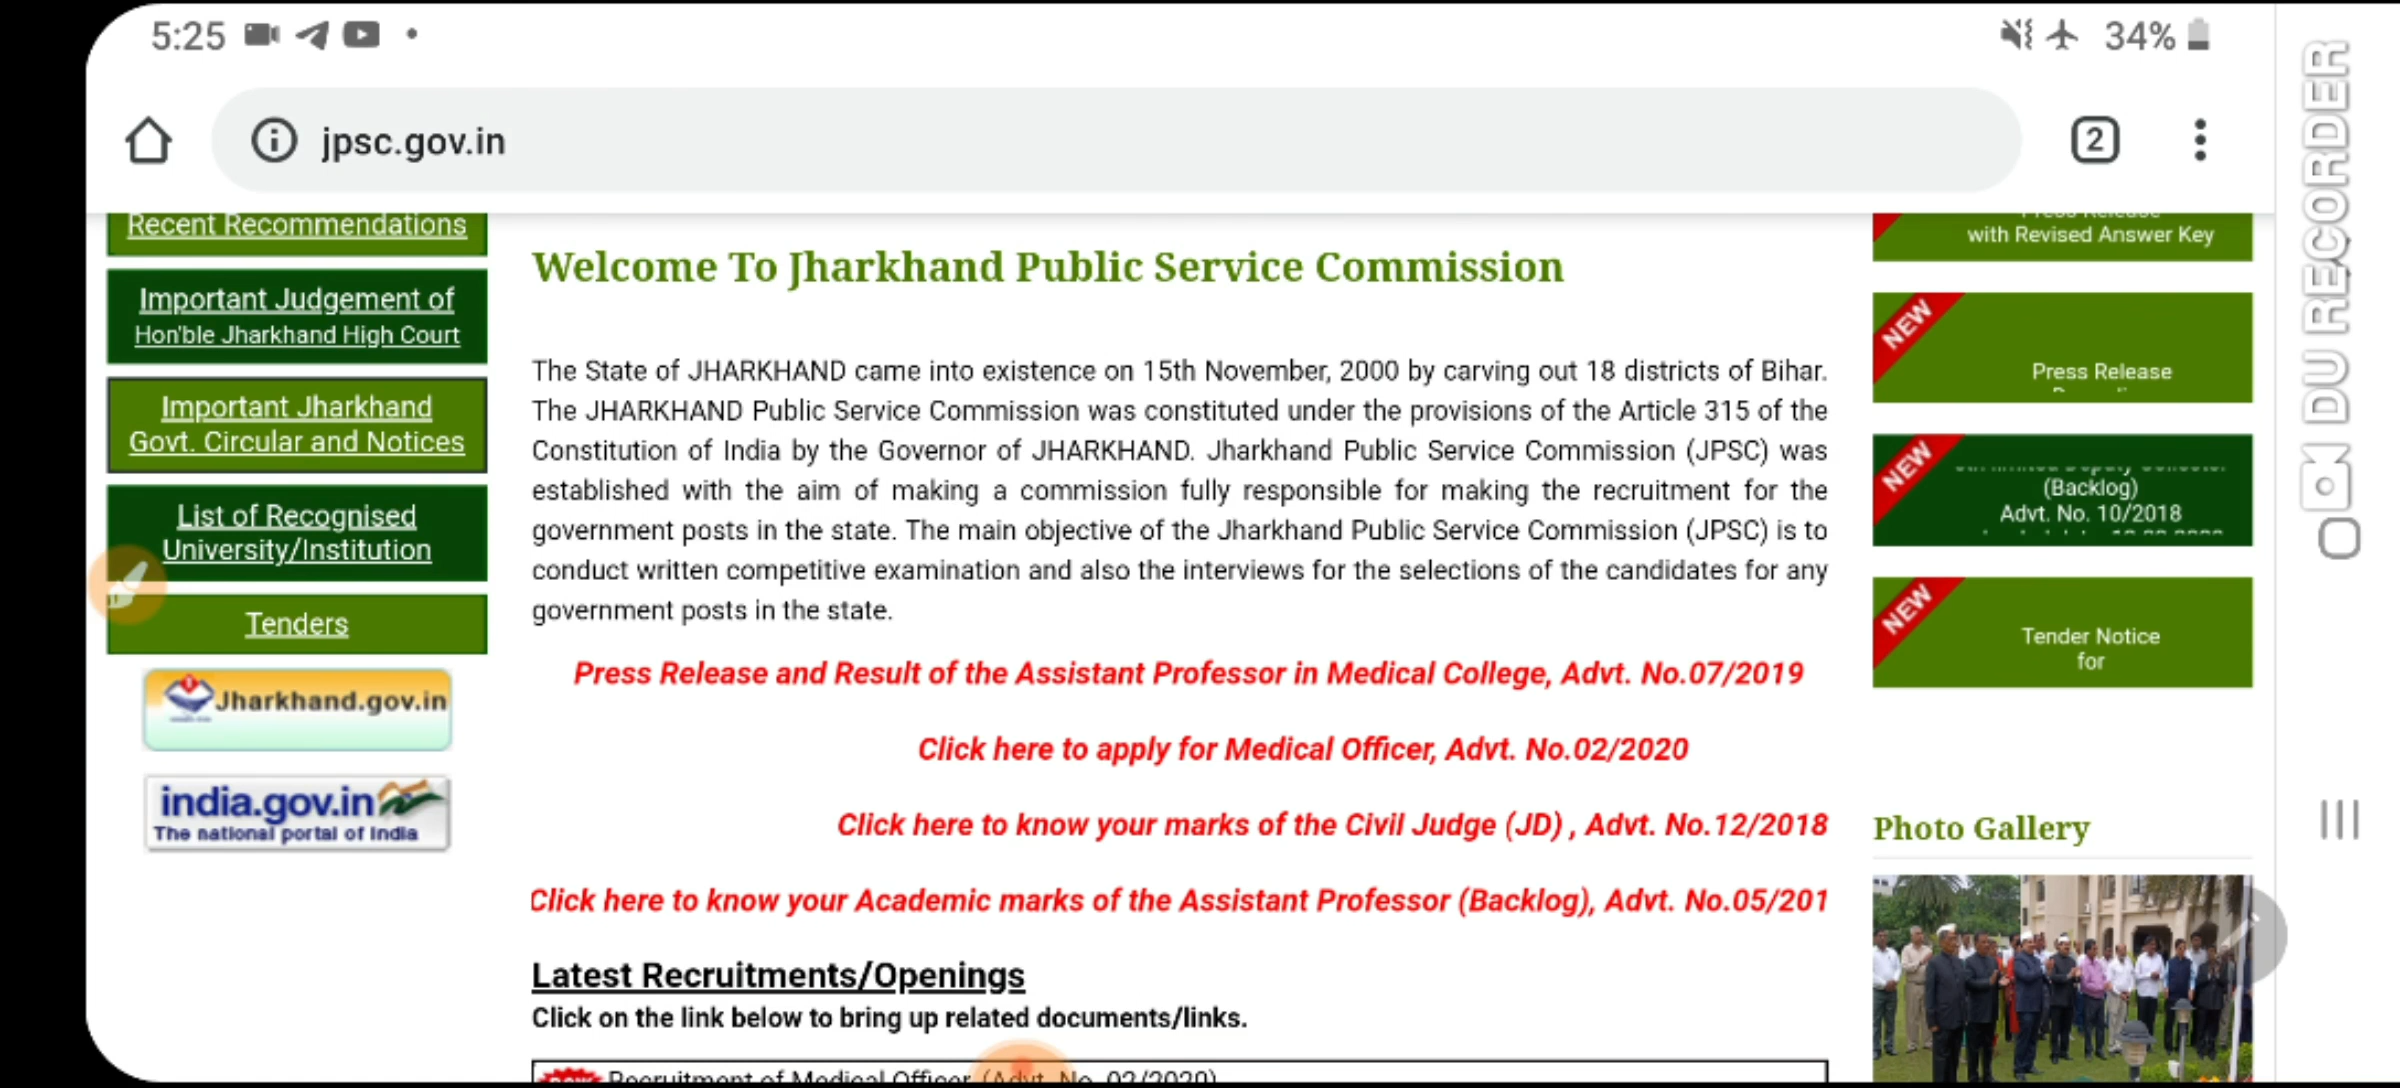 5:25
34%
jpsc.gov.in
2
Recent Recommendations
Important Judgement of
Hon'ble Jharkhand High Court
Important Jharkhand
Govt. Circular and Notices
List of Recognised
University/Institution
Tenders
Jharkhand.gov.in
india.gov.in
The national portal of India
Welcome To Jharkhand Public Service Commission
The State of JHARKHAND came into existence on 15th November, 2000 by carving out 18 districts of Bihar.
The JHARKHAND Public Service Commission was constituted under the provisions of the Article 315 of the
Constitution of India by the Governor of JHARKHAND. Jharkhand Public Service Commission (JPSC) was
established with the aim of making a commission fully responsible for making the recruitment for the
government posts in the state. The main objective of the Jharkhand Public Service Commission (JPSC) is to
conduct written competitive examination and also the interviews for the selections of the candidates for any
government posts in the state.
Press Release and Result of the Assistant Professor in Medical College, Advt. No.07/2019
Click here to apply for Medical Officer, Advt. No.02/2020
Click here to know your marks of the Civil Judge (JD) , Advt. No.12/2018
Click here to know your Academic marks of the Assistant Professor (Backlog), Advt. No.05/201
Latest Recruitments/Openings
Click on the link below to bring up related documents/links.
Recruitment of Medical Officer (Advt. No. 02/2020)
Press Release
with Revised Answer Key
NEW
Press Release
NEW
(Backlog)
Advt. No. 10/2018
NEW
Tender Notice
for
Photo Gallery
DU RECORDER